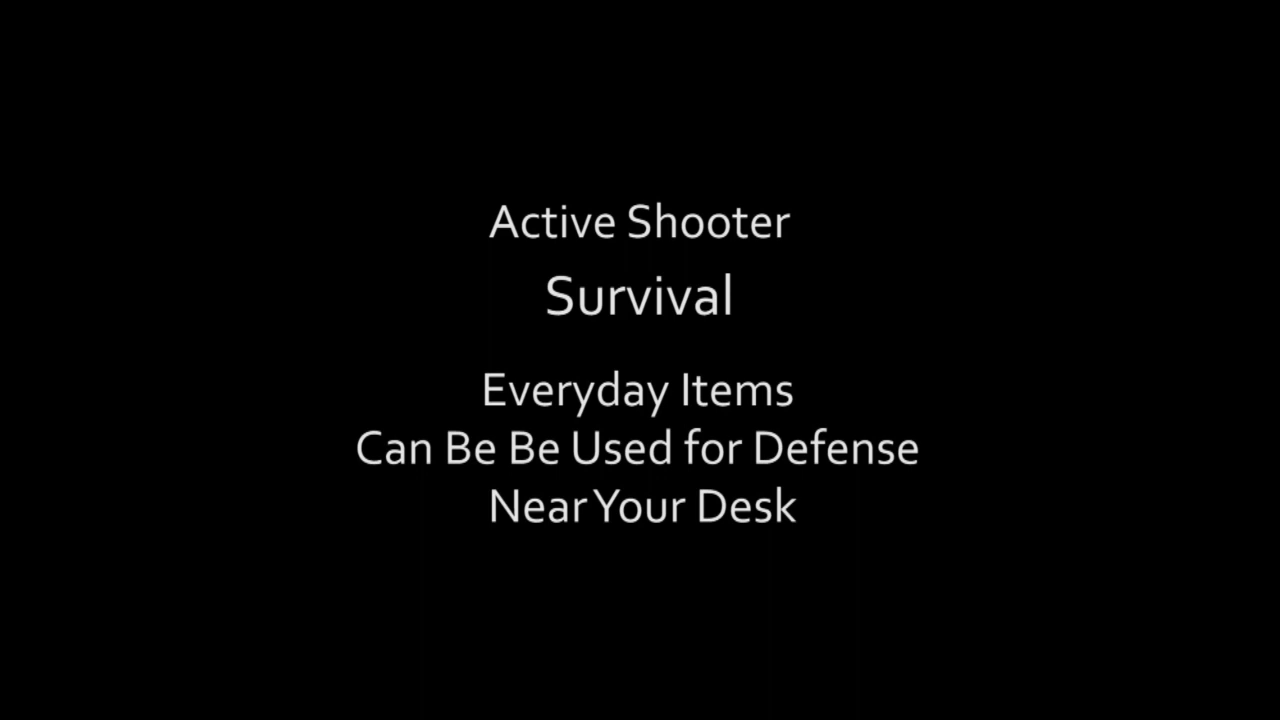 Active Shooter
Survival
Everyday Items
Can Be Be Used for Defense
Near Your Desk